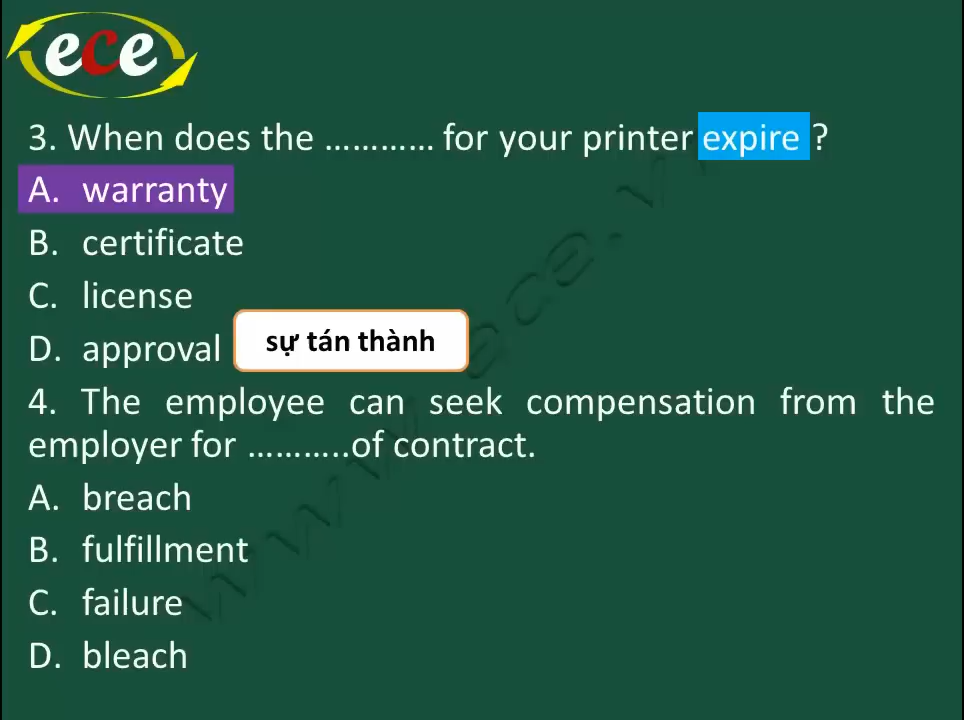 ece
3. When does the ………… for your printer expire ?
A. warranty
B. certificate
C. license
D. approval
sự tán thành
4. The employee can seek compensation from the
employer for ………..of contract.
A. breach
B. fulfillment
C. failure
D. bleach